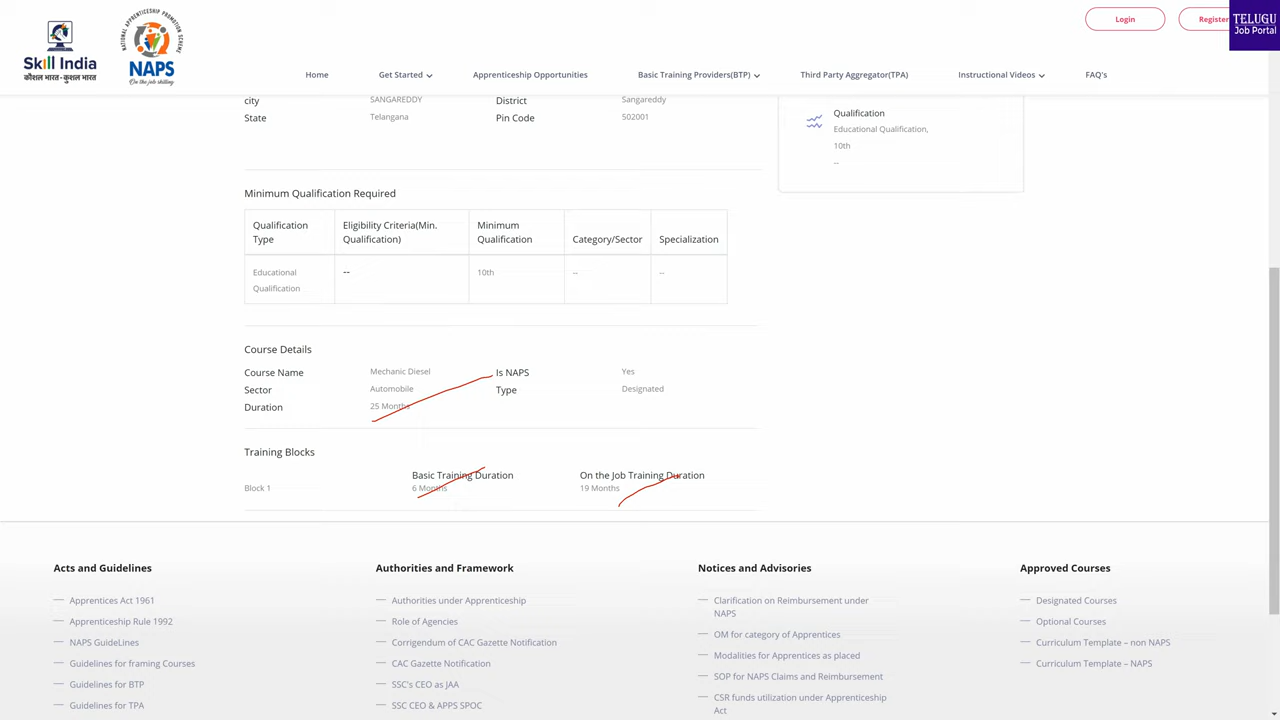 Login
Register
TELUGU
Job Portal
Skill India
कौशल भारत-कुशल भारत
NATIONAL APPRENTICESHIP PROMOTION SCHEME
NAPS
On the job skilling
Home
Get Started
Apprenticeship Opportunities
Basic Training Providers(BTP)
Third Party Aggregator(TPA)
Instructional Videos
FAQ's
city SANGAREDDY District Sangareddy
State Telangana Pin Code 502001
Qualification
Educational Qualification,
10th
--
Minimum Qualification Required
Qualification Type
Eligibility Criteria(Min. Qualification)
Minimum Qualification
Category/Sector
Specialization
Educational Qualification
--
10th
--
--
Course Details
Course Name Mechanic Diesel Is NAPS Yes
Sector Automobile Type Designated
Duration 25 Months
Training Blocks
Basic Training Duration On the Job Training Duration
Block 1 6 Months 19 Months
Acts and Guidelines
Apprentices Act 1961
Apprenticeship Rule 1992
NAPS GuideLines
Guidelines for framing Courses
Guidelines for BTP
Guidelines for TPA
Authorities and Framework
Authorities under Apprenticeship
Role of Agencies
Corrigendum of CAC Gazette Notification
CAC Gazette Notification
SSC's CEO as JAA
SSC CEO & APPS SPOC
Notices and Advisories
Clarification on Reimbursement under
NAPS
OM for category of Apprentices
Modalities for Apprentices as placed
SOP for NAPS Claims and Reimbursement
CSR funds utilization under Apprenticeship
Act
Approved Courses
Designated Courses
Optional Courses
Curriculum Template – non NAPS
Curriculum Template – NAPS